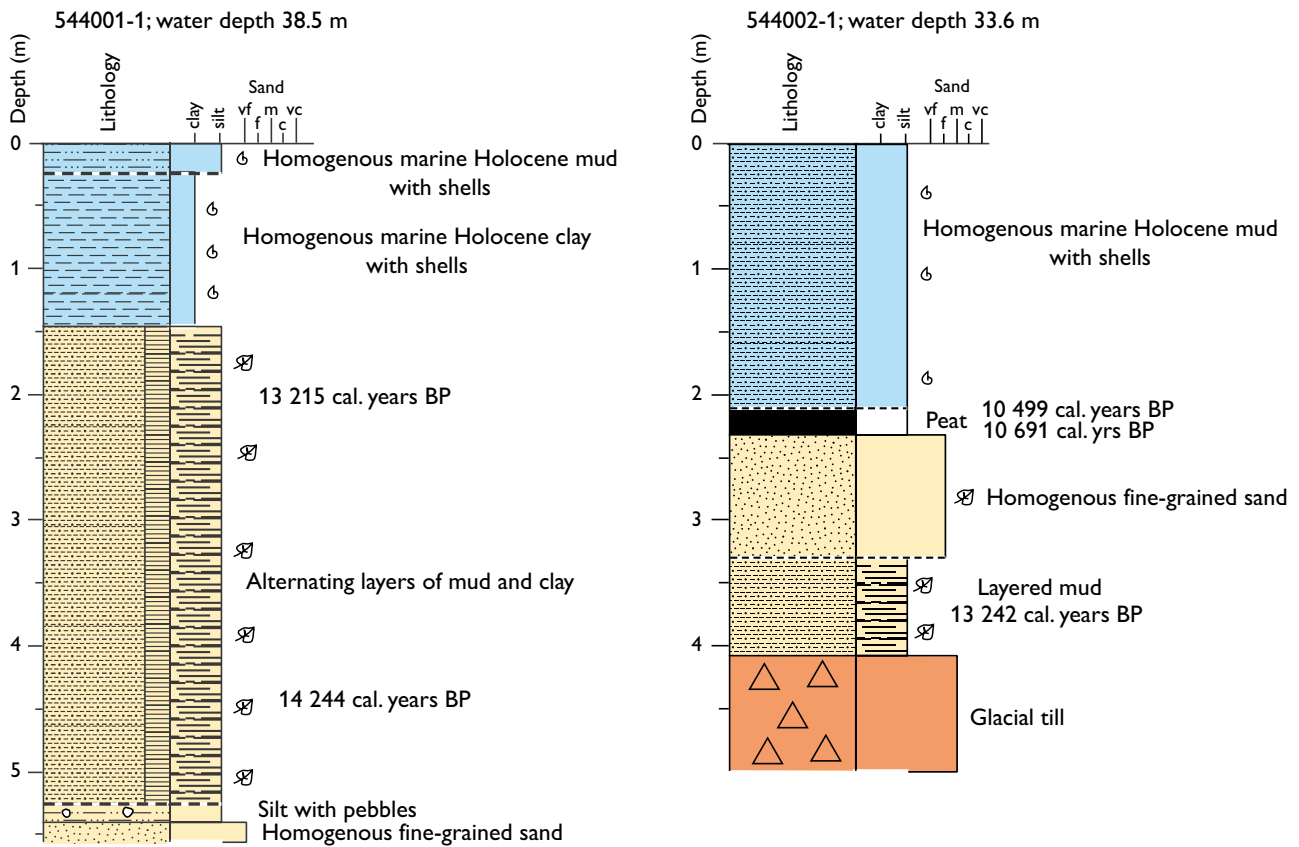 544001-1; water depth 38.5 m
Depth (m)
Lithology
clay
silt
Sand
vf
f
m
c
vc
0
1
2
3
4
5
Homogenous marine Holocene mud
with shells
Homogenous marine Holocene clay
with shells
13 215 cal. years BP
Alternating layers of mud and clay
14 244 cal. years BP
Silt with pebbles
Homogenous fine-grained sand
544002-1; water depth 33.6 m
Depth (m)
Lithology
clay
silt
Sand
vf
f
m
c
vc
0
1
2
3
4
Homogenous marine Holocene mud
with shells
Peat
10 499 cal. years BP
10 691 cal. yrs BP
Homogenous fine-grained sand
Layered mud
13 242 cal. years BP
Glacial till